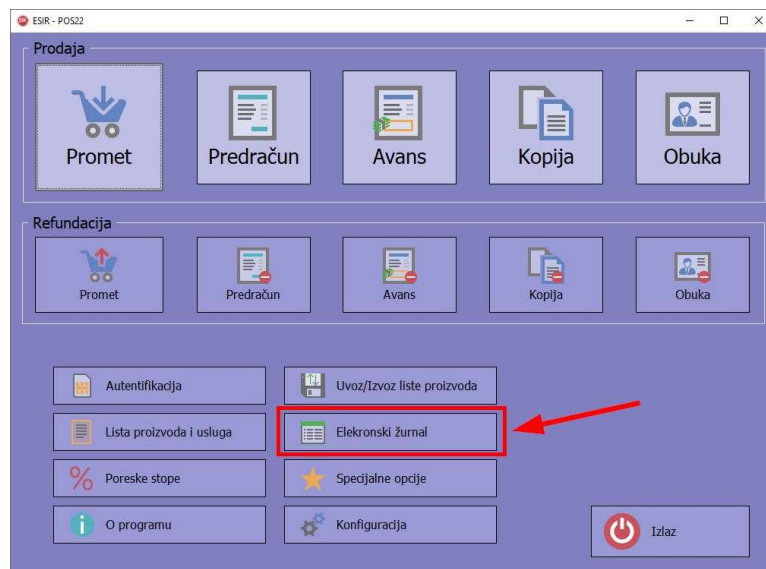 ESIR - POS22
Prodaja
Promet
Predračun
Avans
Kopija
Obuka
Refundacija
Promet
Predračun
Avans
Kopija
Obuka
Autentifikacija
Uvoz/Izvoz liste proizvoda
Lista proizvoda i usluga
Elekronski žurnal
Poreske stope
Specijalne opcije
O programu
Konfiguracija
Izlaz